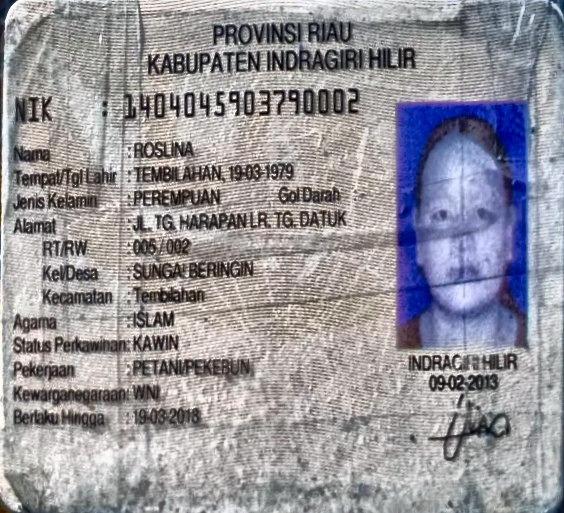 PROVINSI RIAU
KABUPATEN INDRAGIRI HILIR
NIK : 1404045903790002
Nama : ROSLINA
Tempat/Tgl Lahir : TEMBILAHAN, 19-03-1979
Jenis Kelamin : PEREMPUAN Gol Darah
Alamat : JL. TG. HARAPAN LR. TG. DATUK
RT/RW : 005/002
Kel/Desa : SUNGAI BERINGIN
Kecamatan : Tembilahan
Agama : ISLAM
Status Perkawinan: KAWIN
Pekerjaan : PETANI/PEKEBUN
Kewarganegaraan: WNI
Berlaku Hingga : 19-03-2018
INDRAGIRI HILIR
09-02-2013